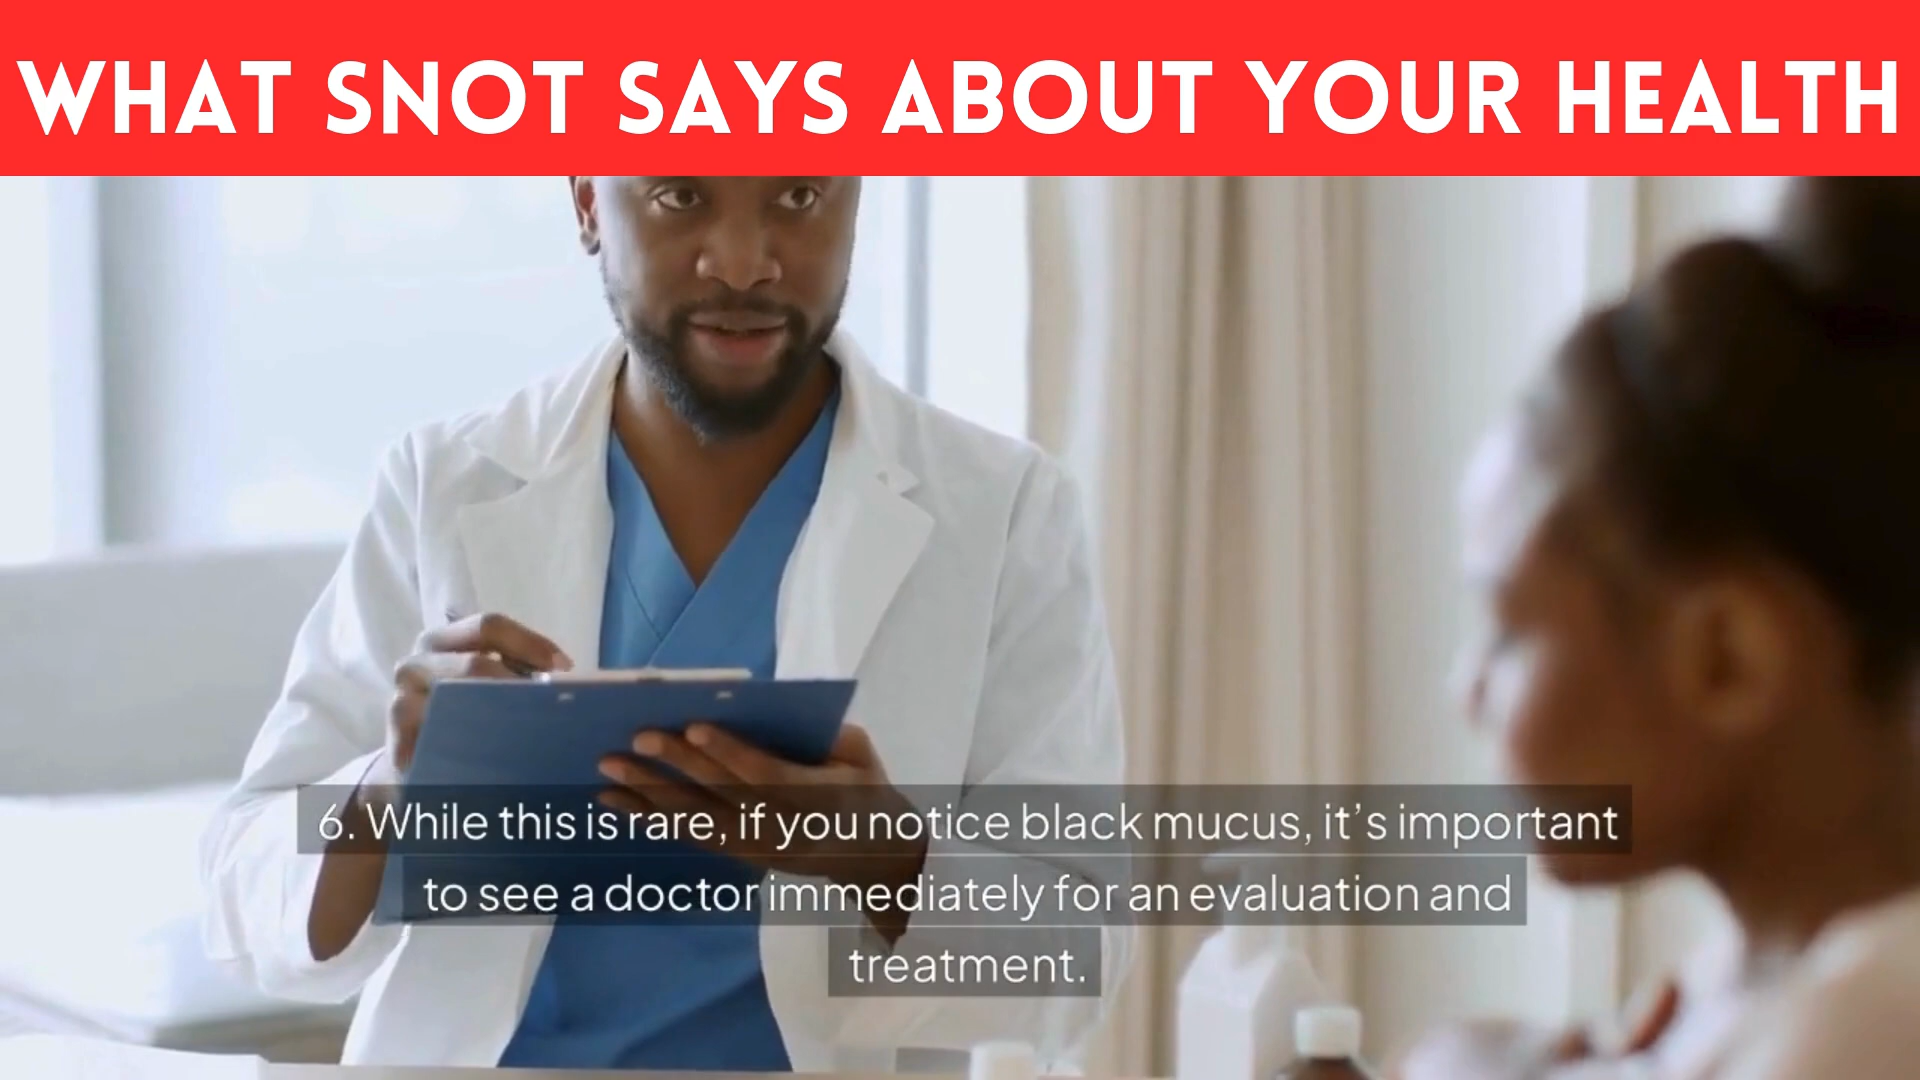 WHAT SNOT SAYS ABOUT YOUR HEALTH
6. While this is rare, if you notice black mucus, it’s important
to see a doctor immediately for an evaluation and
treatment.